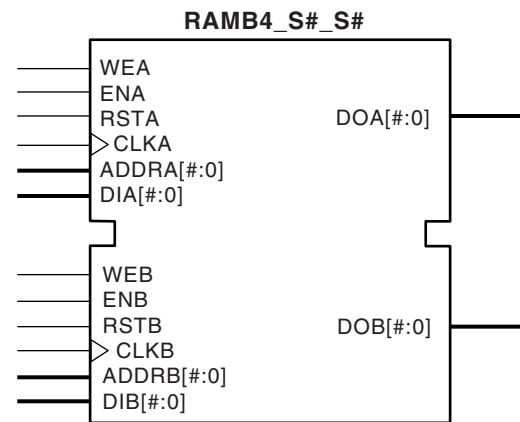 RAMB4_S#_S#
WEA
ENA
RSTA
DOA[#:0]
CLKA
ADDRA[#:0]
DIA[#:0]
WEB
ENB
RSTB
DOB[#:0]
CLKB
ADDRB[#:0]
DIB[#:0]